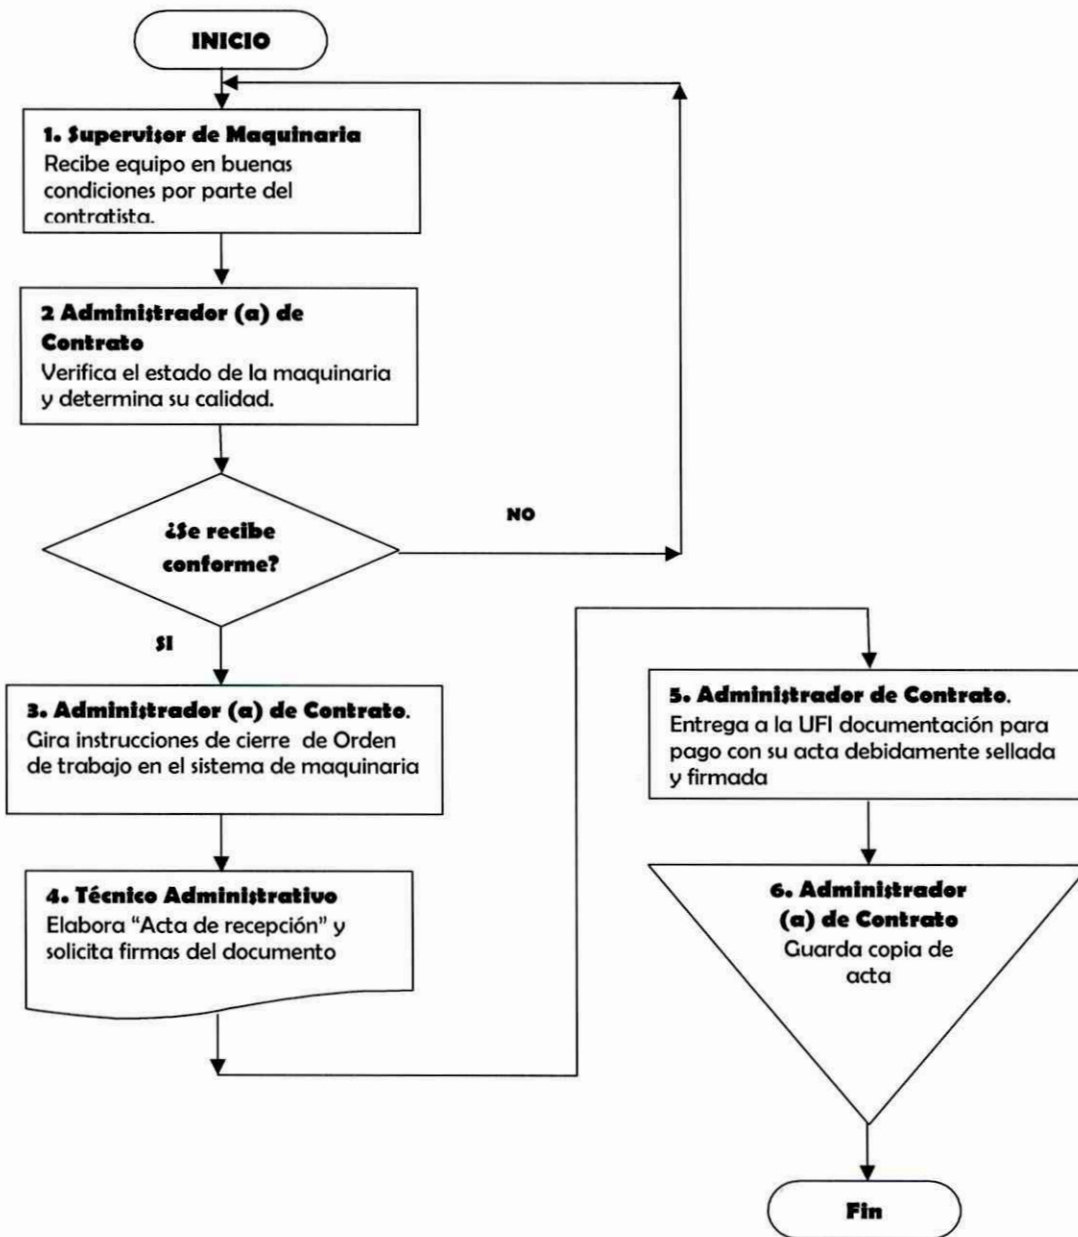 INICIO
1. Supervisor de Maquinaria
Recibe equipo en buenas
condiciones por parte del
contratista.
2 Administrador (a) de
Contrato
Verifica el estado de la maquinaria
y determina su calidad.
¿Se recibe
conforme?
NO
SI
3. Administrador (a) de Contrato.
Gira instrucciones de cierre de Orden
de trabajo en el sistema de maquinaria
4. Técnico Administrativo
Elabora “Acta de recepción” y
solicita firmas del documento
5. Administrador de Contrato.
Entrega a la UFI documentación para
pago con su acta debidamente sellada
y firmada
6. Administrador
(a) de Contrato
Guarda copia de
acta
Fin